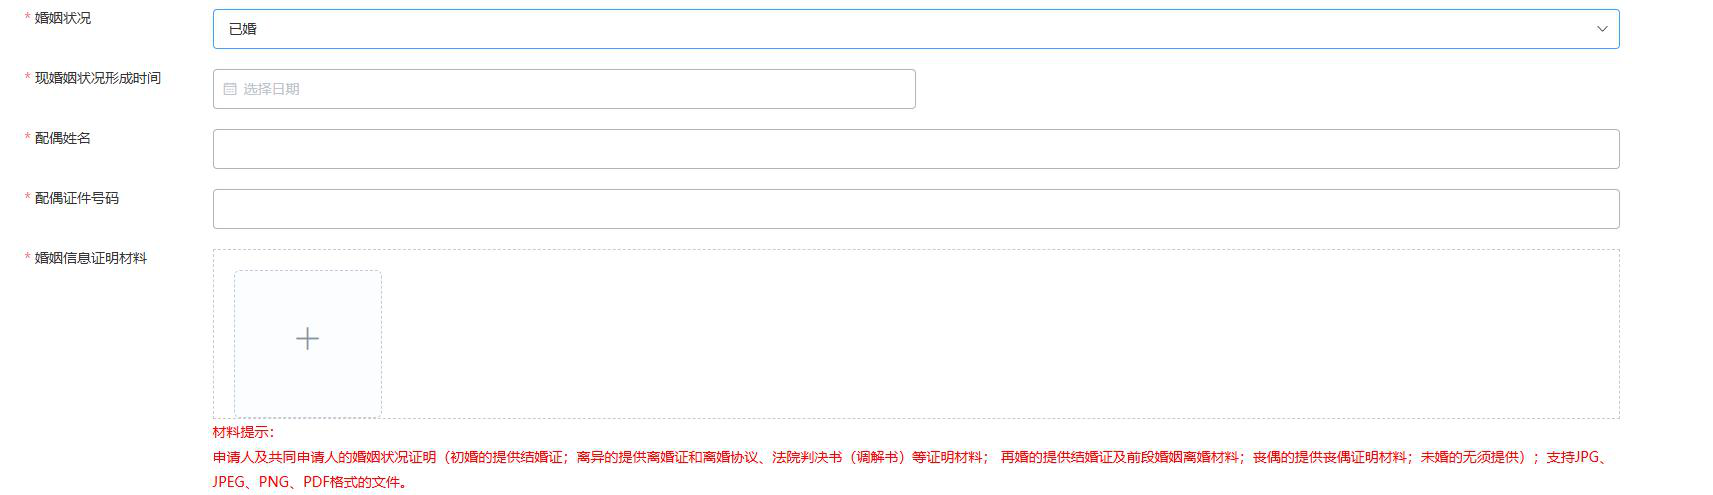 * 婚姻状况
已婚
* 现婚姻状况形成时间
选择日期
* 配偶姓名
* 配偶证件号码
* 婚姻信息证明材料
材料提示：
申请人及共同申请人的婚姻状况证明（初婚的提供结婚证；离异的提供离婚证和离婚协议、法院判决书（调解书）等证明材料； 再婚的提供结婚证及前段婚姻离婚材料；丧偶的提供丧偶证明材料；未婚的无须提供）；支持JPG、
JPEG、PNG、PDF格式的文件。